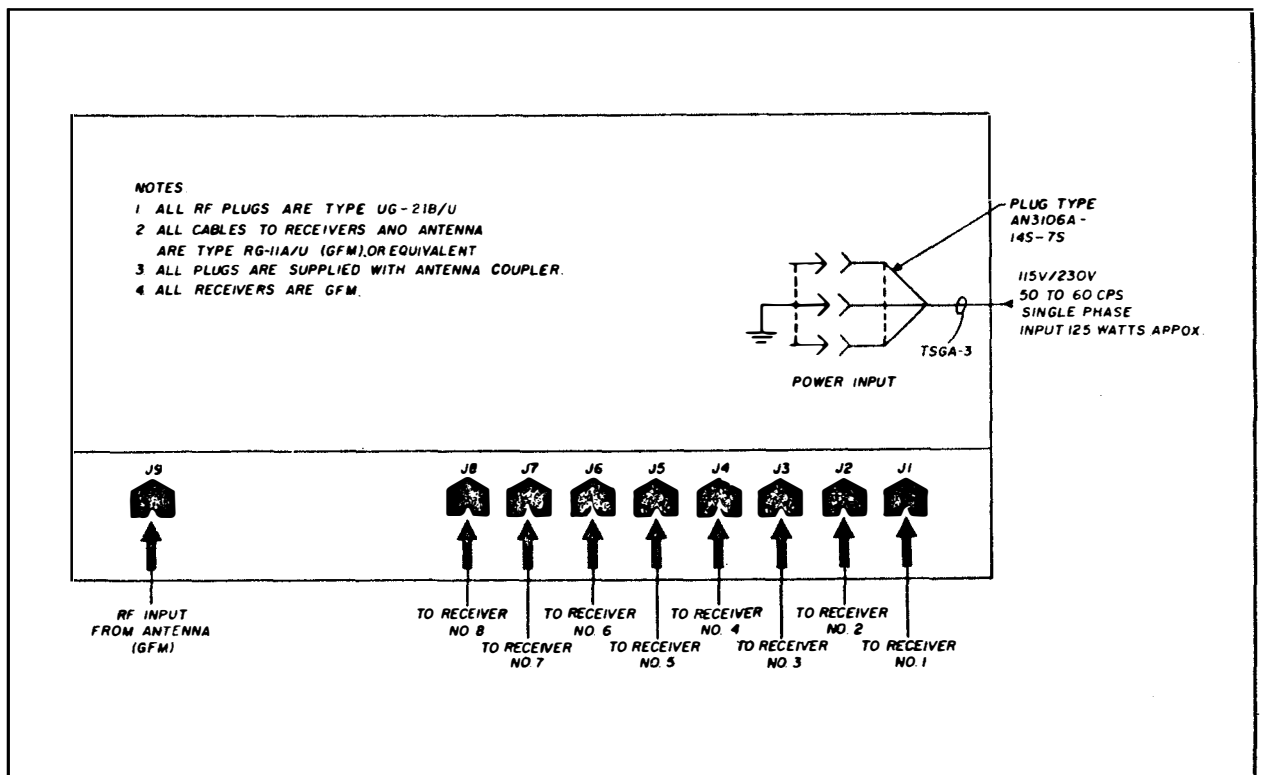 NOTES
1 ALL RF PLUGS ARE TYPE UG-21B/U
2 ALL CABLES TO RECEIVERS AND ANTENNA
ARE TYPE RG-11A/U (GFM),OR EQUIVALENT
3 ALL PLUGS ARE SUPPLIED WITH ANTENNA COUPLER.
4 ALL RECEIVERS ARE GFM.
PLUG TYPE
AN3106A-
14S-7S
115V/230V
50 TO 60 CPS
SINGLE PHASE
INPUT 125 WATTS APPOX.
TSGA-3
POWER INPUT
J9
J8
J7
J6
J5
J4
J3
J2
J1
RF INPUT
FROM ANTENNA
(GFM)
TO RECEIVER
NO. 8
TO RECEIVER
NO. 7
TO RECEIVER
NO. 6
TO RECEIVER
NO. 5
TO RECEIVER
NO. 4
TO RECEIVER
NO. 3
TO RECEIVER
NO. 2
TO RECEIVER
NO. 1